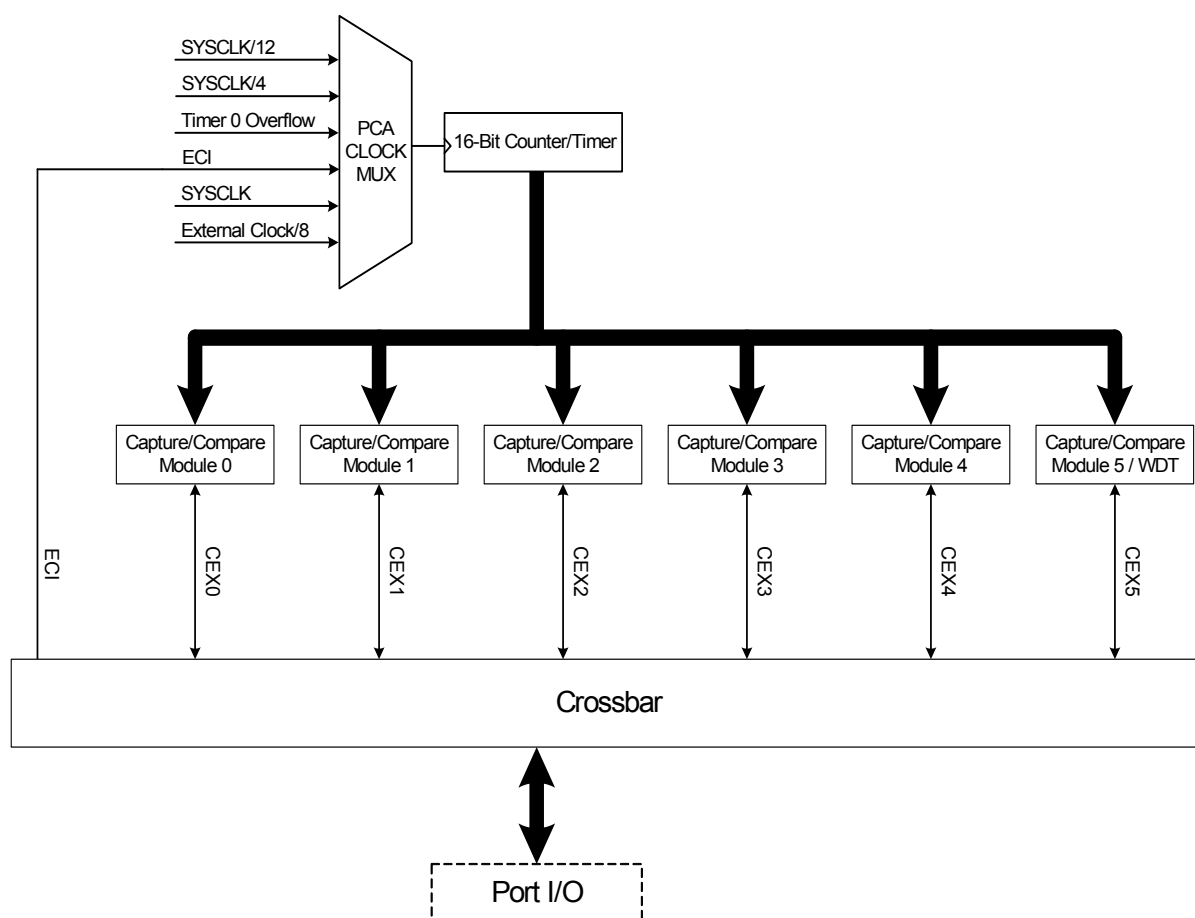 SYSCLK/12
SYSCLK/4
Timer 0 Overflow
ECI
SYSCLK
External Clock/8
PCA
CLOCK
MUX
16-Bit Counter/Timer
Capture/Compare
Module 0
Capture/Compare
Module 1
Capture/Compare
Module 2
Capture/Compare
Module 3
Capture/Compare
Module 4
Capture/Compare
Module 5 / WDT
ECI
CEX0
CEX1
CEX2
CEX3
CEX4
CEX5
Crossbar
Port I/O